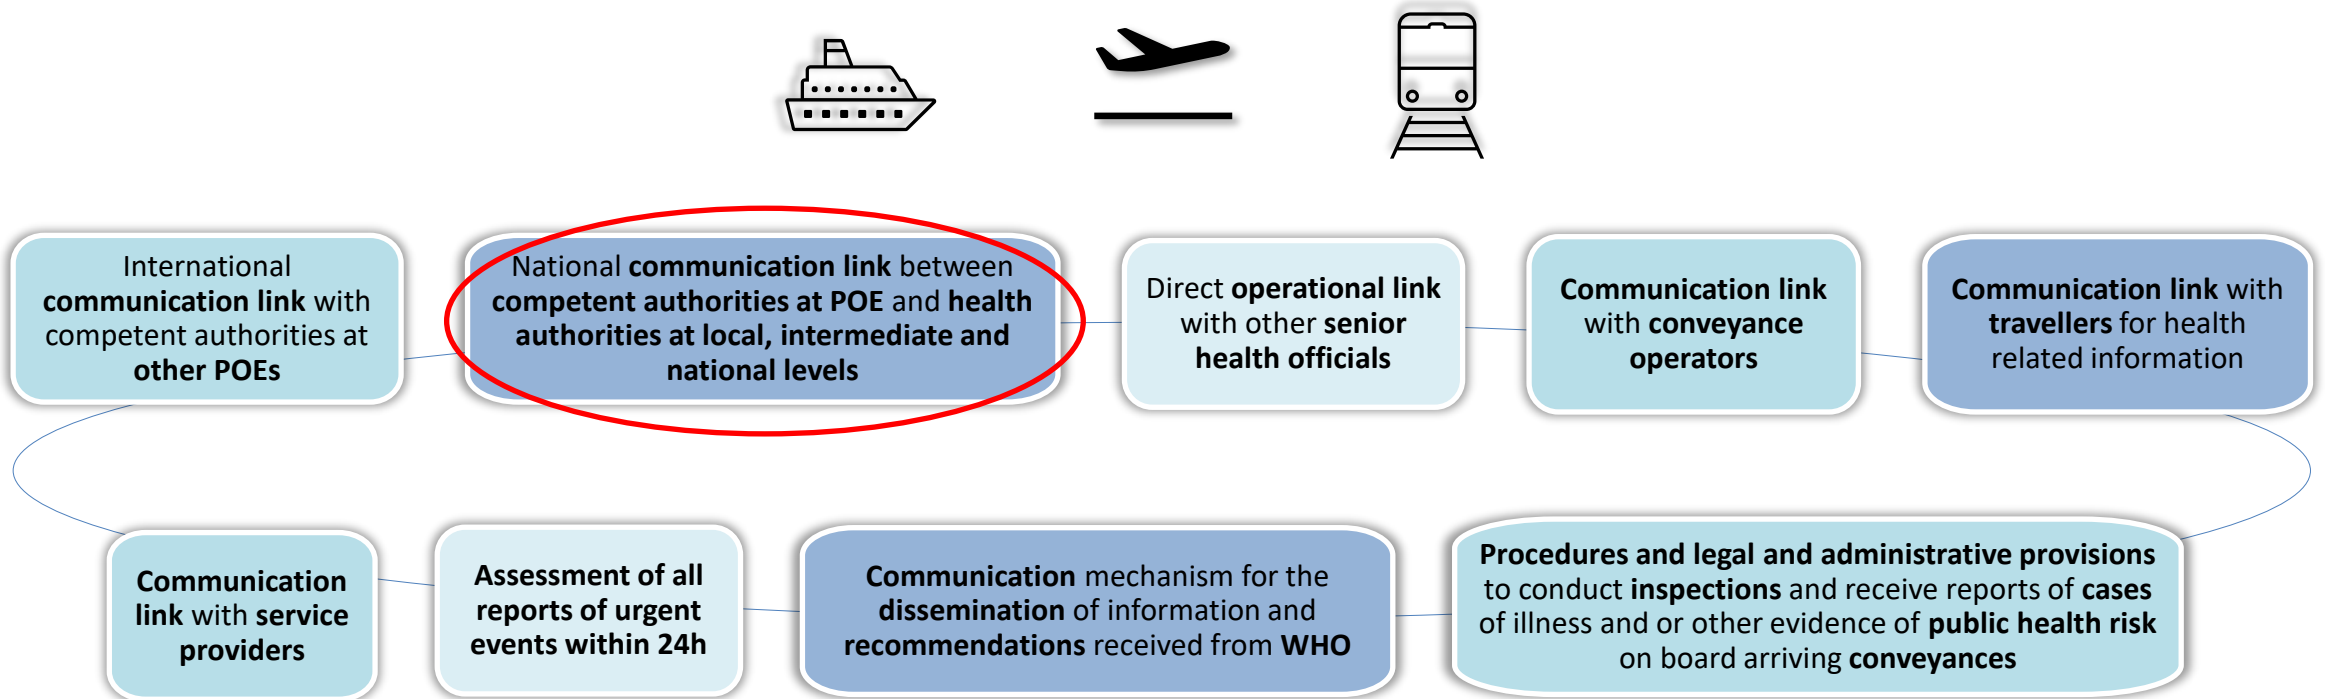 International
communication link with
competent authorities at
other POEs
National communication link between
competent authorities at POE and health
authorities at local, intermediate and
national levels
Direct operational link
with other senior
health officials
Communication link
with conveyance
operators
Communication link with
travellers for health
related information
Communication
link with service
providers
Assessment of all
reports of urgent
events within 24h
Communication mechanism for the
dissemination of information and
recommendations received from WHO
Procedures and legal and administrative provisions
to conduct inspections and receive reports of cases
of illness and or other evidence of public health risk
on board arriving conveyances